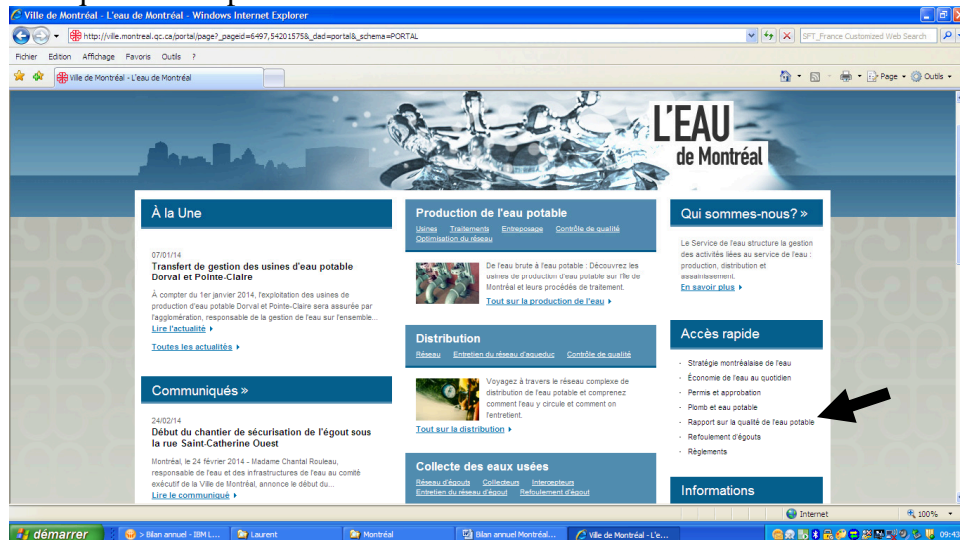 Ville de Montréal - L'eau de Montréal - Windows Internet Explorer
http://ville.montreal.qc.ca/portal/page?_pageid=6497,54201575&_dad=portal&_schema=PORTAL
SFT_France Customized Web Search
Fichier Edition Affichage Favoris Outils ?
Ville de Montréal - L'eau de Montréal
Page
Outils
L'EAU
de Montréal
À la Une
07/01/14
Transfert de gestion des usines d'eau potable
Dorval et Pointe-Claire
À compter du 1er janvier 2014, l'exploitation des usines de
production d'eau potable Dorval et Pointe-Claire sera assurée par
l'agglomération, responsable de la gestion de l'eau sur l'ensemble...
Lire l'actualité
Toutes les actualités
Communiqués »
24/02/14
Début du chantier de sécurisation de l'égout sous
la rue Saint-Catherine Ouest
Montréal, le 24 février 2014 - Madame Chantal Rouleau,
responsable de l'eau et des infrastructures de l'eau au comité
exécutif de la Ville de Montréal, annonce le début du...
Lire le communiqué
Production de l'eau potable
Usines Traitements Entreposage Contrôle de qualité
Optimisation du réseau
De l'eau brute à l'eau potable : Découvrez les
usines de production d'eau potable sur l'île de
Montréal et leurs procédés de traitement.
Tout sur la production de l'eau
Distribution
Réseau Entretien du réseau d'aqueduc Contrôle de qualité
Voyagez à travers le réseau complexe de
distribution de l'eau potable et comprenez
comment l'eau y circule et comment on
l'entretient.
Tout sur la distribution
Collecte des eaux usées
Réseau d'égouts Collecteurs Intercepteurs
Entretien du réseau d'égout Refoulement d'égout
Qui sommes-nous? »
Le Service de l'eau structure la gestion
des activités liées au service de l'eau :
production, distribution et
assainissement.
En savoir plus
Accès rapide
Stratégie montréalaise de l'eau
Économie de l'eau au quotidien
Permis et approbation
Plomb et eau potable
Rapport sur la qualité de l'eau potable
Refoulement d'égouts
Règlements
Informations
Internet
100%
démarrer
> Bilan annuel - IBM L...
Laurent
Montréal
Bilan annuel Montréal...
Ville de Montréal - L'e...
09:43